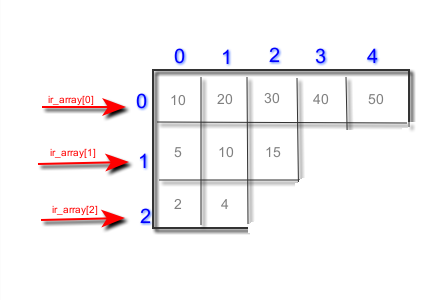 0 1 2 3 4
ir_array[0] 0 10 20 30 40 50
ir_array[1] 1 5 10 15
ir_array[2] 2 2 4